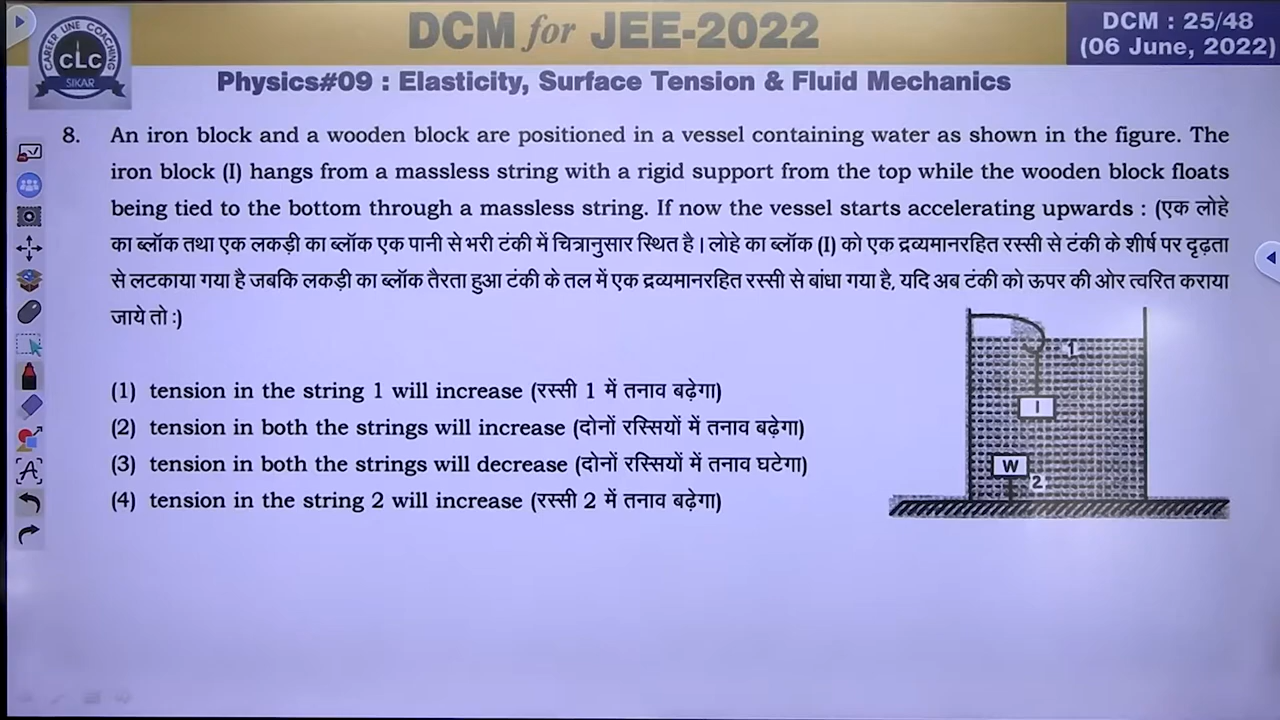 DCM for JEE-2022
DCM : 25/48
(06 June, 2022)
CAREER LINE COACHING
CLC
SIKAR
Physics#09 : Elasticity, Surface Tension & Fluid Mechanics
8. An iron block and a wooden block are positioned in a vessel containing water as shown in the figure. The
iron block (I) hangs from a massless string with a rigid support from the top while the wooden block floats
being tied to the bottom through a massless string. If now the vessel starts accelerating upwards : (एक लोहे
का ब्लॉक तथा एक लकड़ी का ब्लॉक एक पानी से भरी टंकी में चित्रानुसार स्थित है। लोहे का ब्लॉक (I) को एक द्रव्यमानरहित रस्सी से टंकी के शीर्ष पर दृढ़ता
से लटकाया गया है जबकि लकड़ी का ब्लॉक तैरता हुआ टंकी के तल में एक द्रव्यमानरहित रस्सी से बांधा गया है, यदि अब टंकी को ऊपर की ओर त्वरित कराया
जाये तो :)
(1) tension in the string 1 will increase (रस्सी 1 में तनाव बढ़ेगा)
(2) tension in both the strings will increase (दोनों रस्सियों में तनाव बढ़ेगा)
(3) tension in both the strings will decrease (दोनों रस्सियों में तनाव घटेगा)
(4) tension in the string 2 will increase (रस्सी 2 में तनाव बढ़ेगा)
1
I
W
2
A